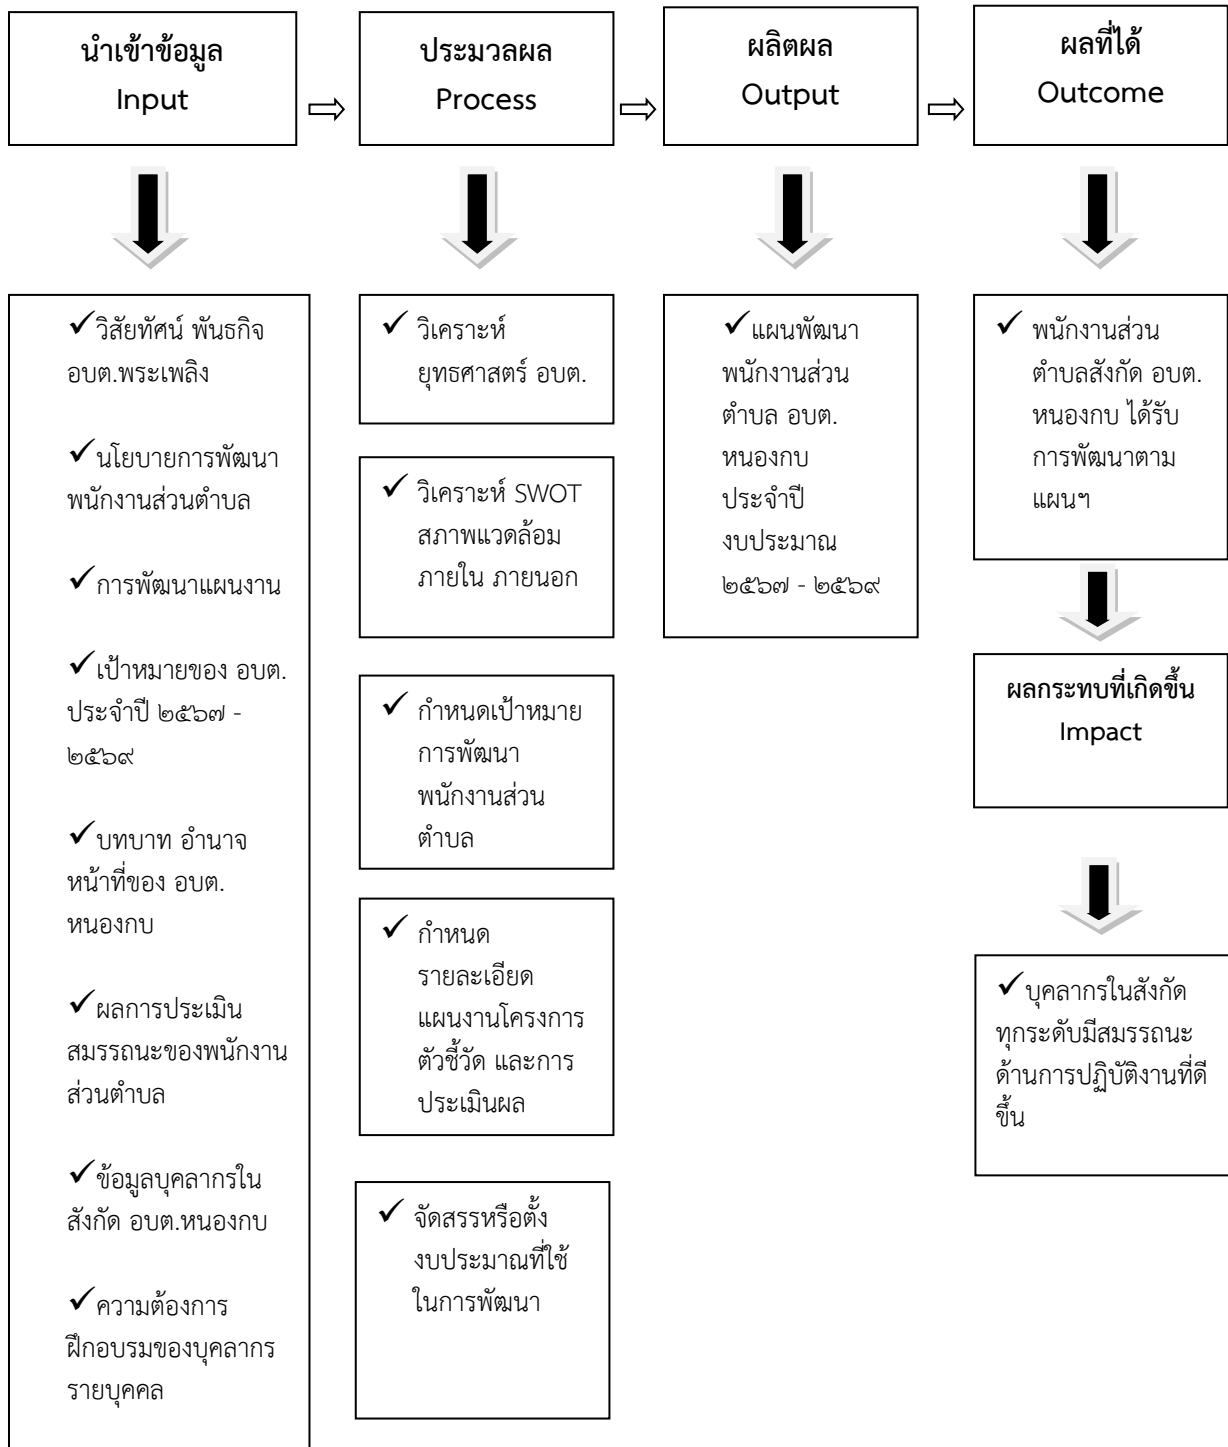 นำเข้าข้อมูล
Input
ประมวลผล
Process
ผลิตผล
Output
ผลที่ได้
Outcome
✓วิสัยทัศน์ พันธกิจ
อบต.พระเพลิง
✓นโยบายการพัฒนา
พนักงานส่วนตำบล
✓การพัฒนาแผนงาน
✓เป้าหมายของ อบต.
ประจำปี ๒๕๖๗ -
๒๕๖๙
✓บทบาท อำนาจ
หน้าที่ของ อบต.
หนองกบ
✓ผลการประเมิน
สมรรถนะของพนักงาน
ส่วนตำบล
✓ข้อมูลบุคลากรใน
สังกัด อบต.หนองกบ
✓ความต้องการ
ฝึกอบรมของบุคลากร
รายบุคคล
✓ วิเคราะห์
ยุทธศาสตร์ อบต.
✓ วิเคราะห์ SWOT
สภาพแวดล้อม
ภายใน ภายนอก
✓ กำหนดเป้าหมาย
การพัฒนา
พนักงานส่วน
ตำบล
✓ กำหนด
รายละเอียด
แผนงานโครงการ
ตัวชี้วัด และการ
ประเมินผล
✓ จัดสรรหรือตั้ง
งบประมาณที่ใช้
ในการพัฒนา
✓แผนพัฒนา
พนักงานส่วน
ตำบล อบต.
หนองกบ
ประจำปี
งบประมาณ
๒๕๖๗ - ๒๕๖๙
✓ พนักงานส่วน
ตำบลสังกัด อบต.
หนองกบ ได้รับ
การพัฒนาตาม
แผนฯ
ผลกระทบที่เกิดขึ้น
Impact
✓บุคลากรในสังกัด
ทุกระดับมีสมรรถนะ
ด้านการปฏิบัติงานที่ดี
ขึ้น